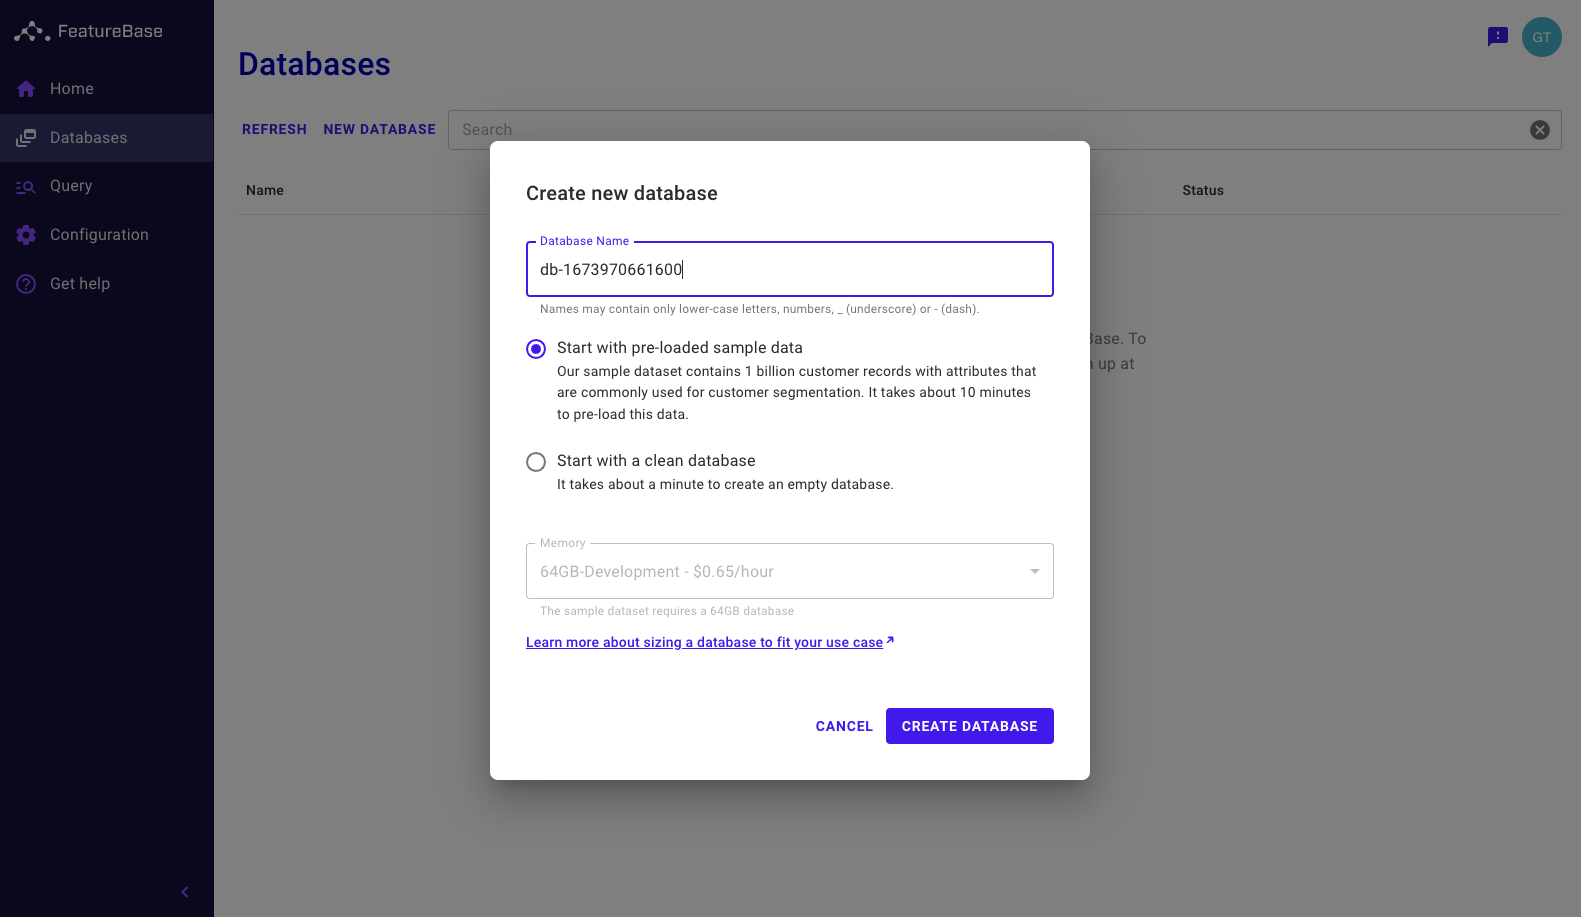 FeatureBase
Home
Databases
Query
Configuration
Get help
GT
Databases
REFRESH
NEW DATABASE
Search
Name
Status
Base. To
up at
Create new database
Database Name
db-1673970661600
Names may contain only lower-case letters, numbers, _ (underscore) or - (dash).
Start with pre-loaded sample data
Our sample dataset contains 1 billion customer records with attributes that
are commonly used for customer segmentation. It takes about 10 minutes
to pre-load this data.
Start with a clean database
It takes about a minute to create an empty database.
Memory
64GB-Development - $0.65/hour
The sample dataset requires a 64GB database
Learn more about sizing a database to fit your use case
CANCEL
CREATE DATABASE